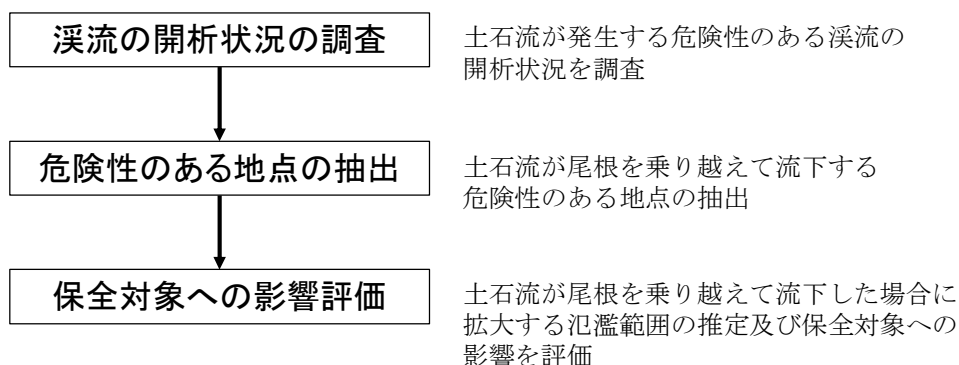 渓流の開析状況の調査
土石流が発生する危険性のある渓流の
開析状況を調査
危険性のある地点の抽出
土石流が尾根を乗り越えて流下する
危険性のある地点の抽出
保全対象への影響評価
土石流が尾根を乗り越えて流下した場合に
拡大する氾濫範囲の推定及び保全対象への
影響を評価